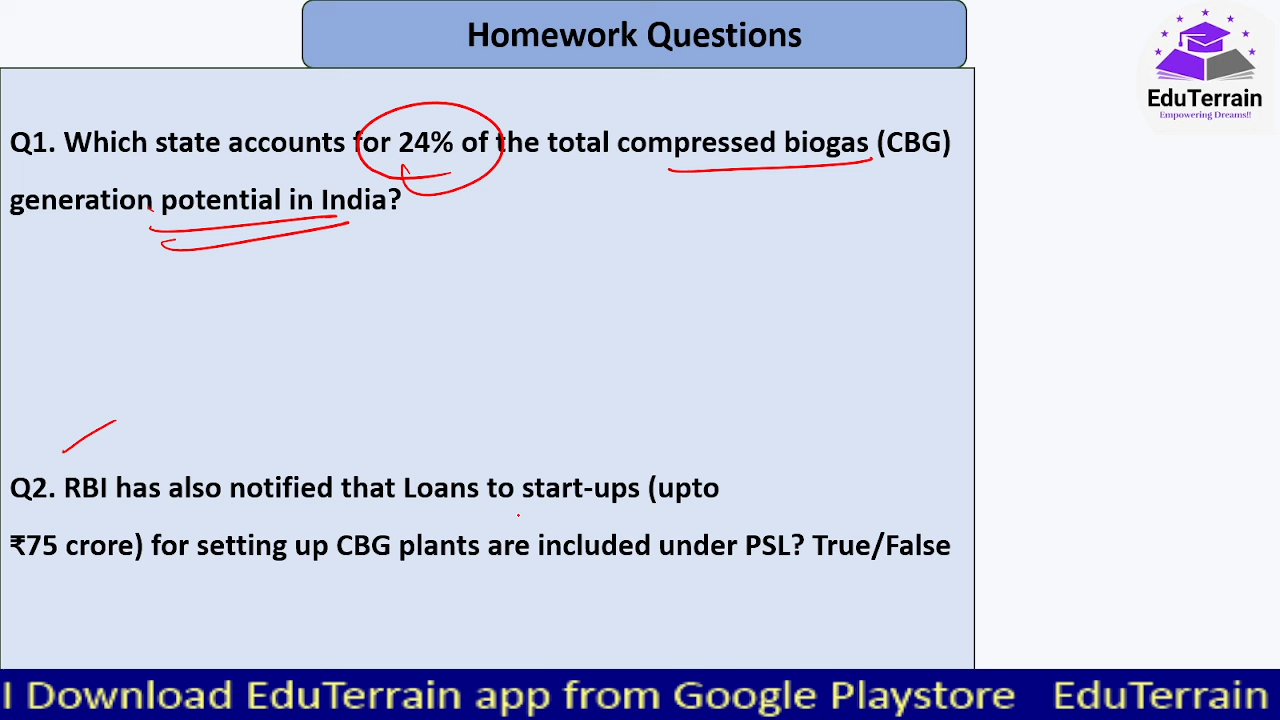 Homework Questions
EduTerrain
Empowering Dreams!!
Q1. Which state accounts for 24% of the total compressed biogas (CBG)
generation potential in India?
Q2. RBI has also notified that Loans to start-ups (upto
₹75 crore) for setting up CBG plants are included under PSL? True/False
I Download EduTerrain app from Google Playstore EduTerrain